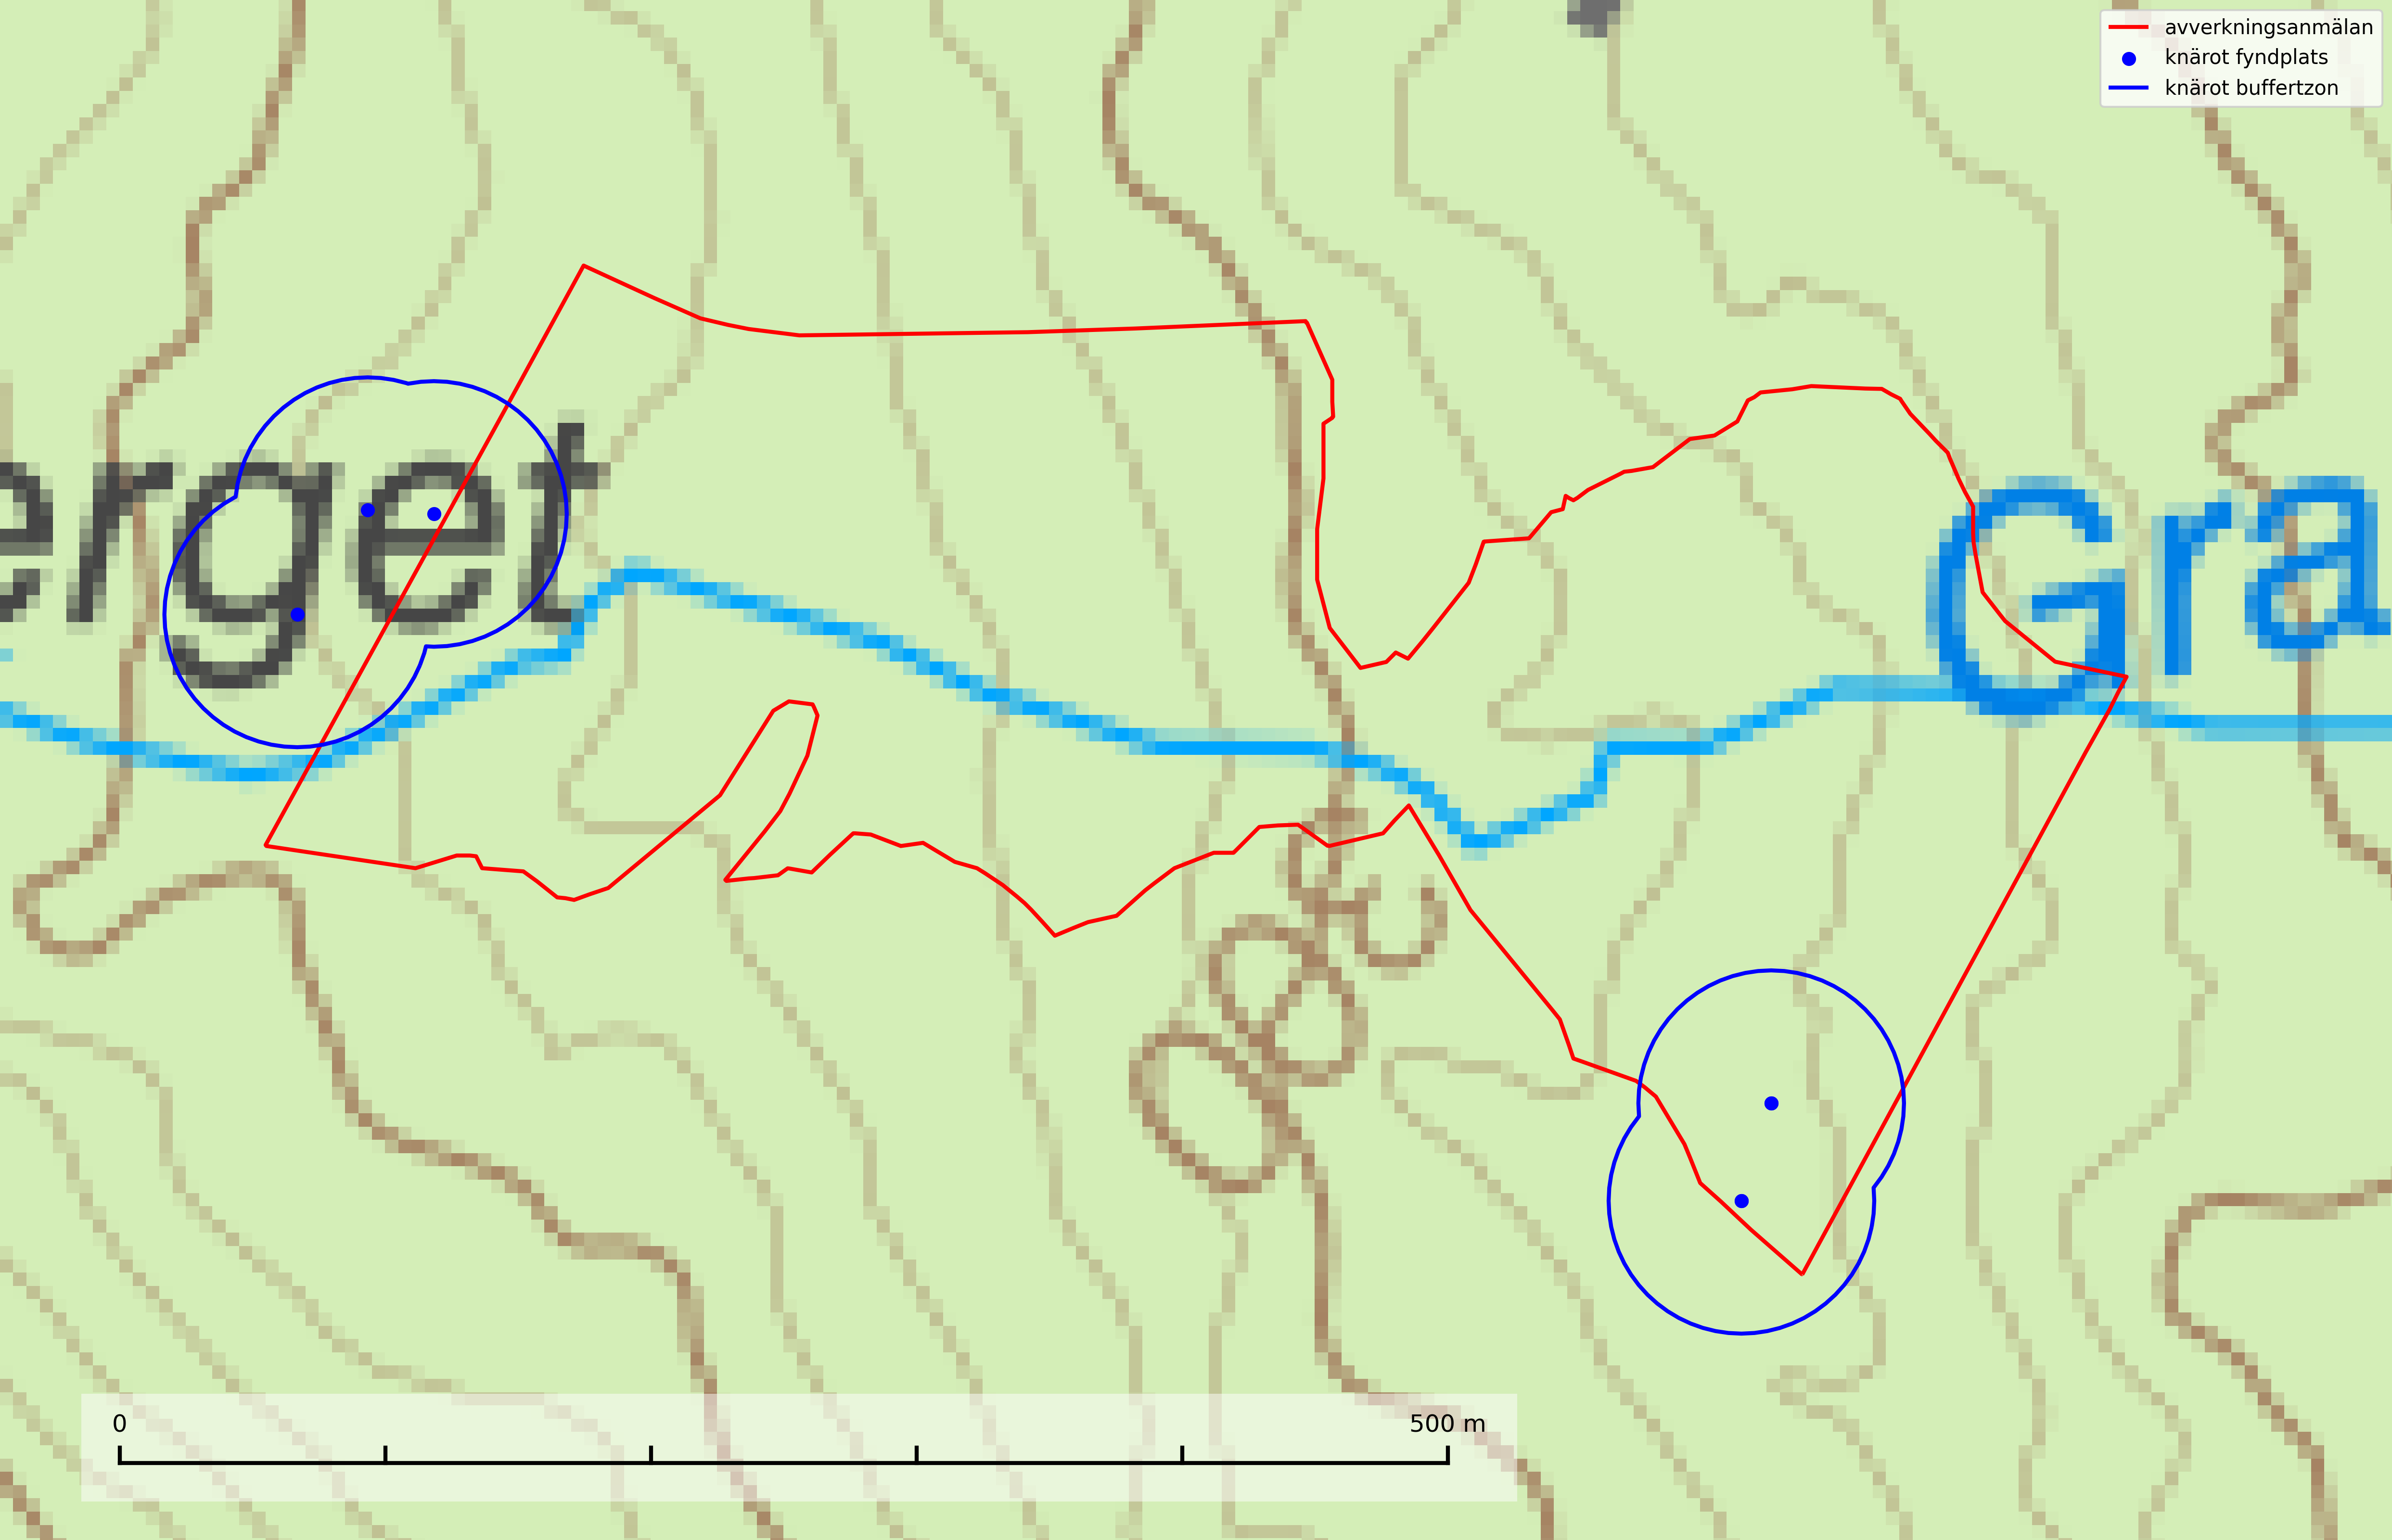 avverkningsanmälan
knärot fyndplats
knärot buffertzon
erget
Gra
0 500 m